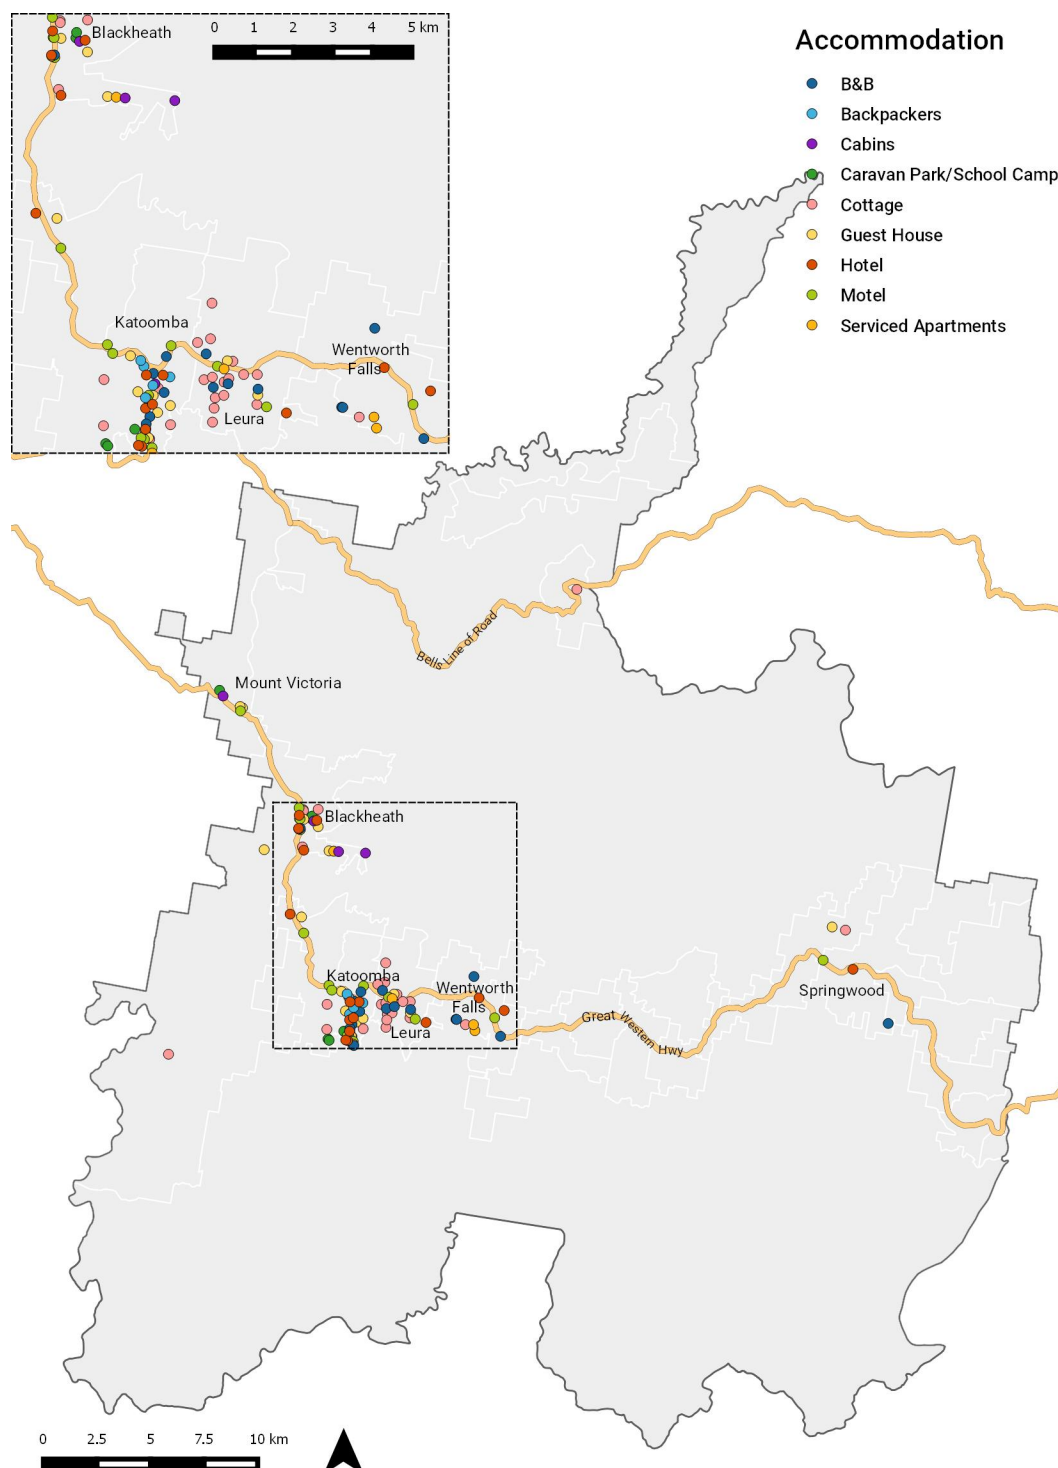 Blackheath
0 1 2 3 4 5 km
Katoomba
Wentworth
Falls
Leura
Accommodation
B&B
Backpackers
Cabins
Caravan Park/School Camp
Cottage
Guest House
Hotel
Motel
Serviced Apartments
Bells Line of Road
Mount Victoria
Blackheath
Katoomba
Wentworth
Falls
Leura
Great Western Hwy
Springwood
0 2.5 5 7.5 10 km